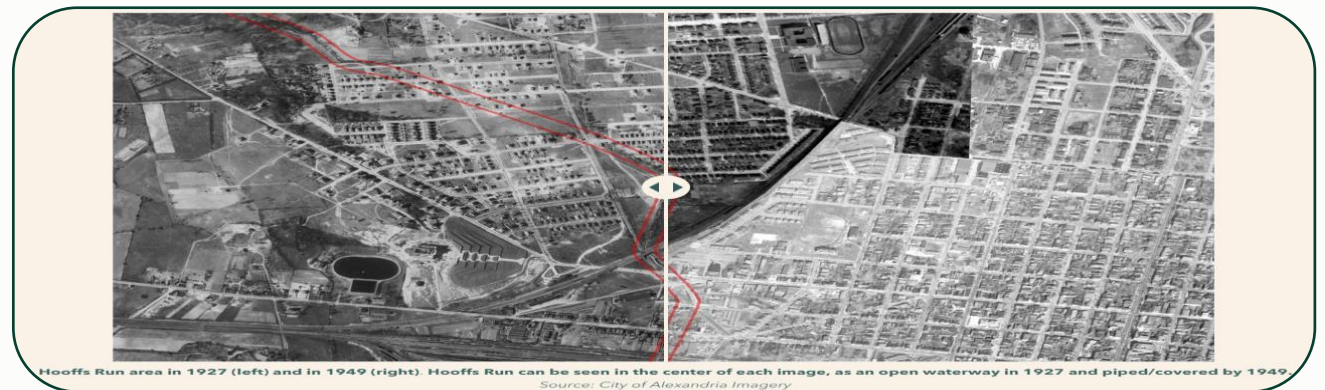 Hooffs Run area in 1927 (left) and in 1949 (right). Hooffs Run can be seen in the center of each image, as an open waterway in 1927 and piped/covered by 1949.
Source: City of Alexandria Imagery